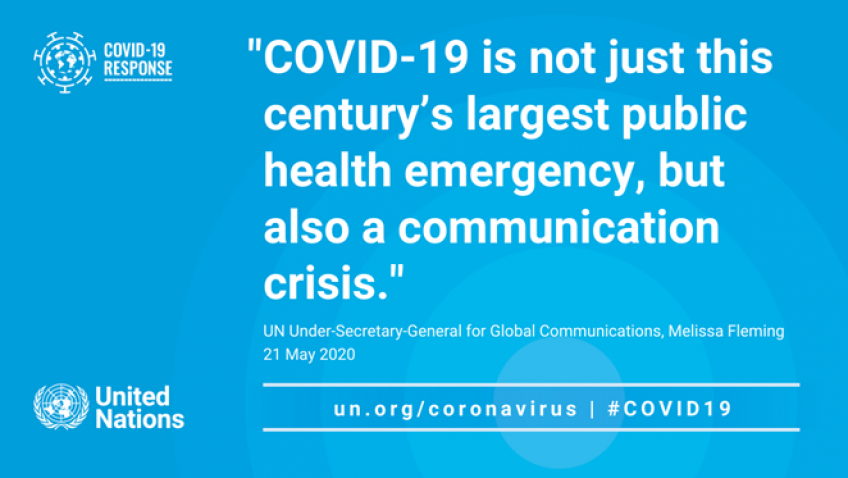 COVID-19
RESPONSE
"COVID-19 is not just this
century’s largest public
health emergency, but
also a communication
crisis."
UN Under-Secretary-General for Global Communications, Melissa Fleming
21 May 2020
United
Nations
un.org/coronavirus | #COVID19